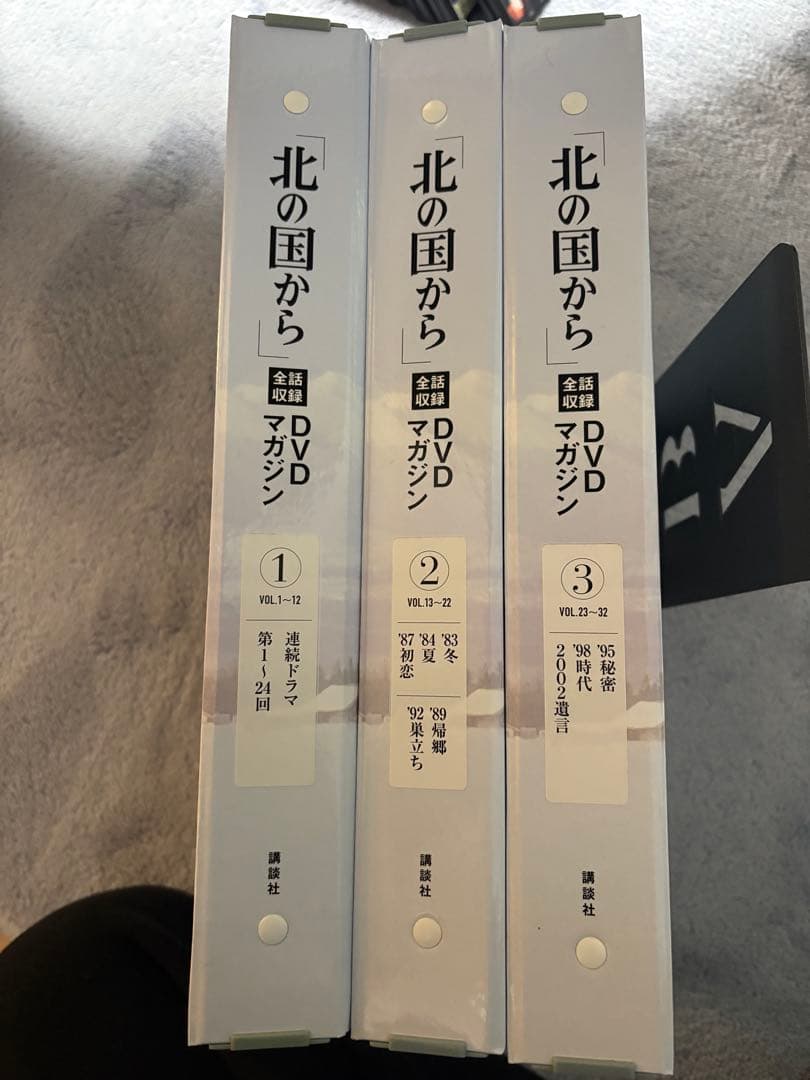 「北の国から」
全話
収録
DVD
マガジン
1
VOL.1〜12
連続ドラマ
第1〜24回
講談社
「北の国から」
全話
収録
DVD
マガジン
2
VOL.13〜22
'83冬
'84夏
'87初恋
'89帰郷
'92巣立ち
講談社
「北の国から」
全話
収録
DVD
マガジン
3
VOL.23〜32
'95秘密
'98時代
2002遺言
講談社